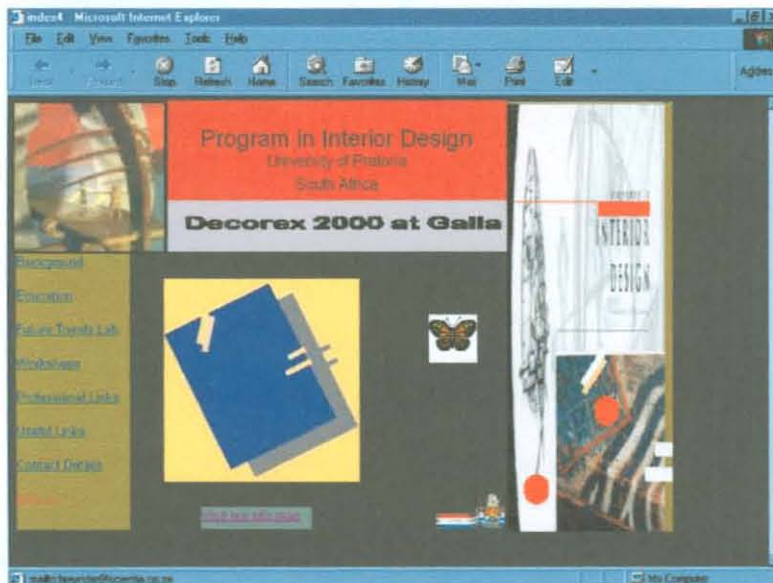 index4 - Microsoft Internet Explorer
File Edit View Favorites Tools Help
Stop Refresh Home Search Favorites History Mail Print Edit
Program in Interior Design
University of Pretoria
South Africa
Decorex 2000 at Galla
INTERIOR
DESIGN
Background
Education
Future Trends Lab
Workshops
Professional Links
Useful Links
Contact Details
My Computer